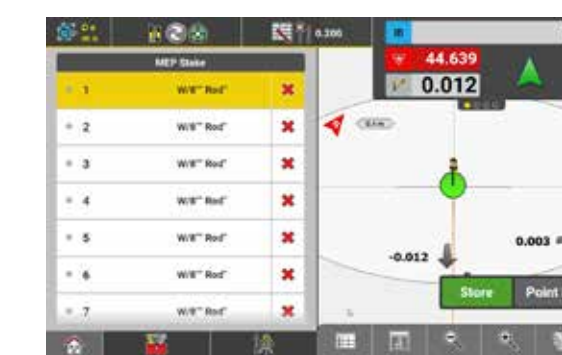 0.200
44.639
0.012
MEP Stake
1 W/8"" Rod"
2 W/8"" Rod"
3 W/8"" Rod"
4 W/8"" Rod"
5 W/8"" Rod"
6 W/8"" Rod"
7 W/8"" Rod"
0.003
-0.012
Store
Point